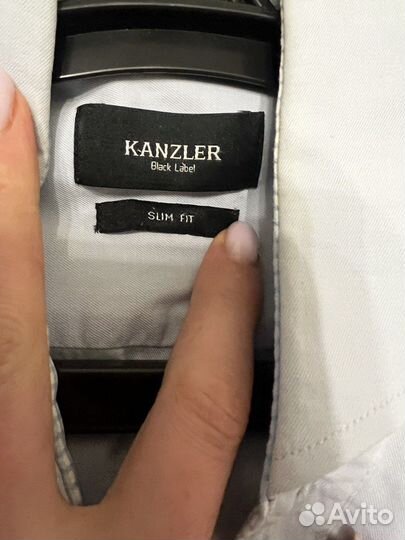 KANZLER
Black Label
SLIM FIT
Avito